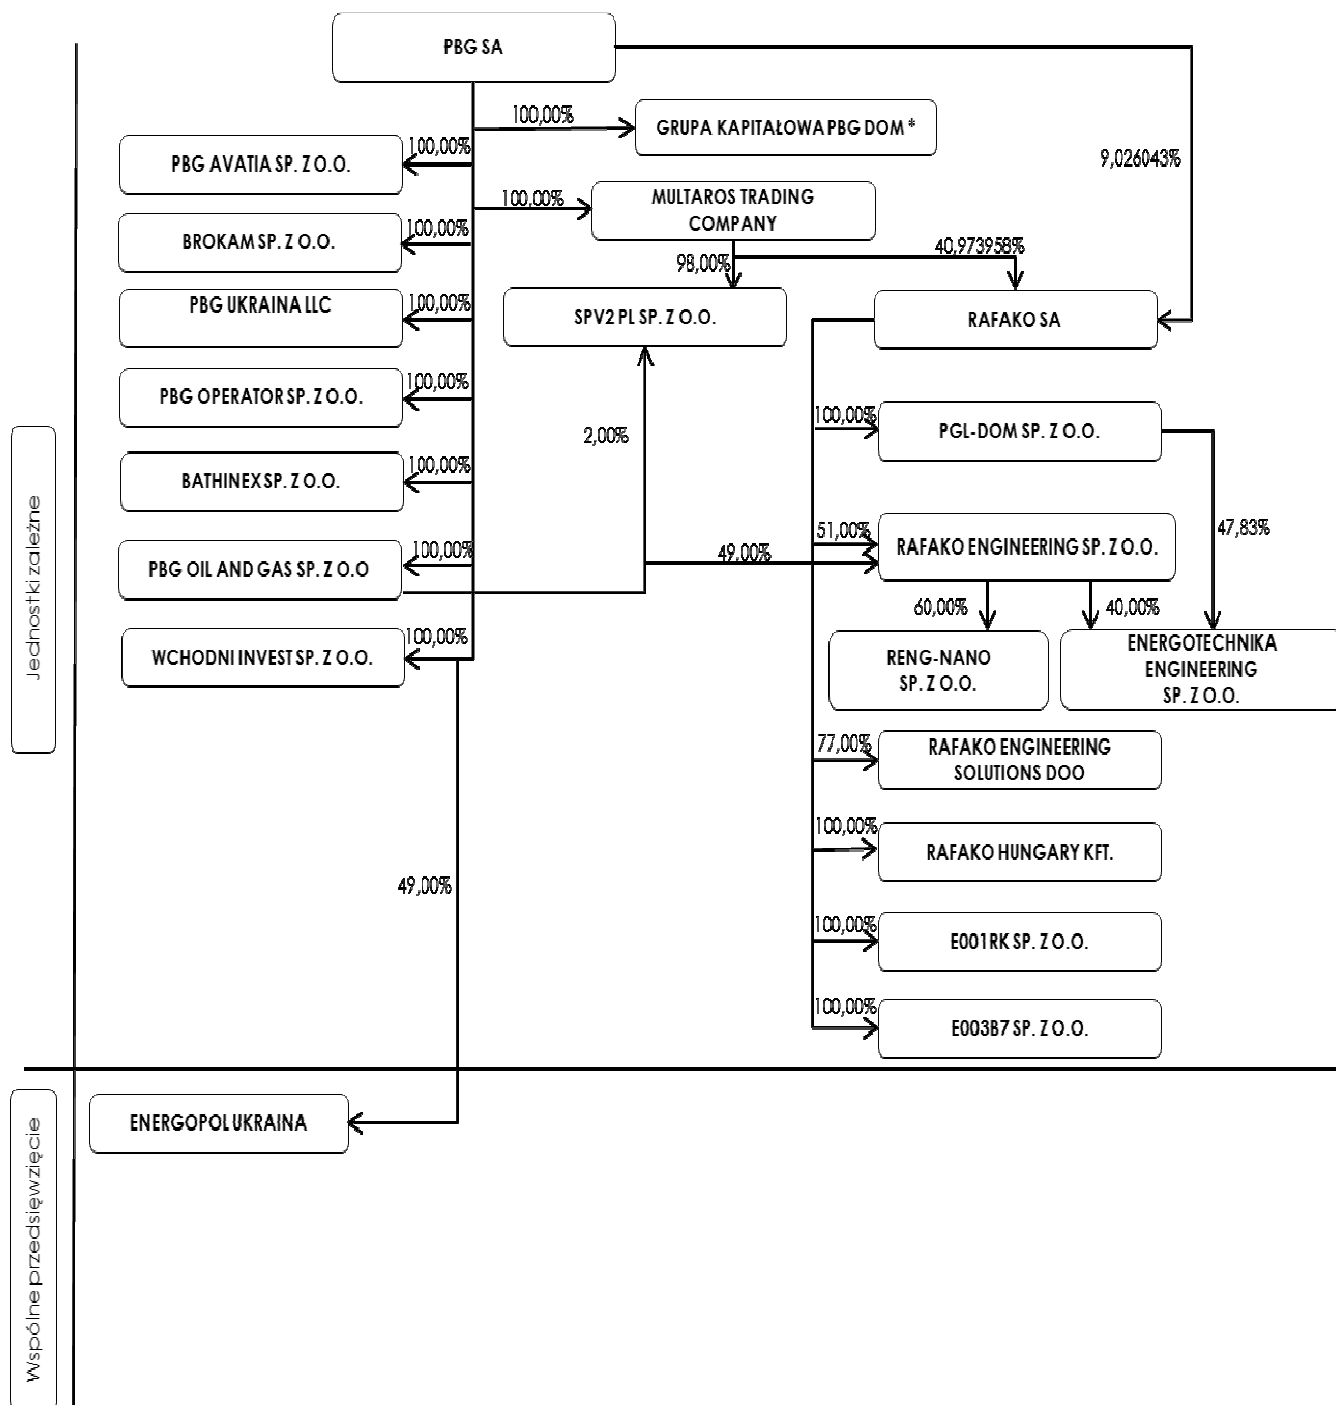 PBG SA
100,00%
GRUPA KAPITAŁOWA PBG DOM *
100,00%
PBG AVATIA SP. Z O.O.
9,026043%
100,00%
MULTAROS TRADING
COMPANY
100,00%
BROKAM SP. Z O.O.
98,00%
40,973958%
100,00%
PBG UKRAINA LLC
SPV2 PL SP. Z O.O.
RAFAKO SA
100,00%
PBG OPERATOR SP. Z O.O.
2,00%
100,00%
PGL-DOM SP. Z O.O.
100,00%
BATHINEX SP. Z O.O.
47,83%
100,00%
PBG OIL AND GAS SP. Z O.O
49,00%
51,00%
RAFAKO ENGINEERING SP. Z O.O.
60,00%
40,00%
100,00%
WCHODNI INVEST SP. Z O.O.
RENG-NANO
SP. Z O.O.
ENERGOTECHNIKA
ENGINEERING
SP. Z O.O.
Jednostki zależne
77,00%
RAFAKO ENGINEERING
SOLUTIONS DOO
100,00%
RAFAKO HUNGARY KFT.
49,00%
100,00%
E001RK SP. Z O.O.
100,00%
E003B7 SP. Z O.O.
ENERGOPOL UKRAINA
Wspólne przedsięwzięcie